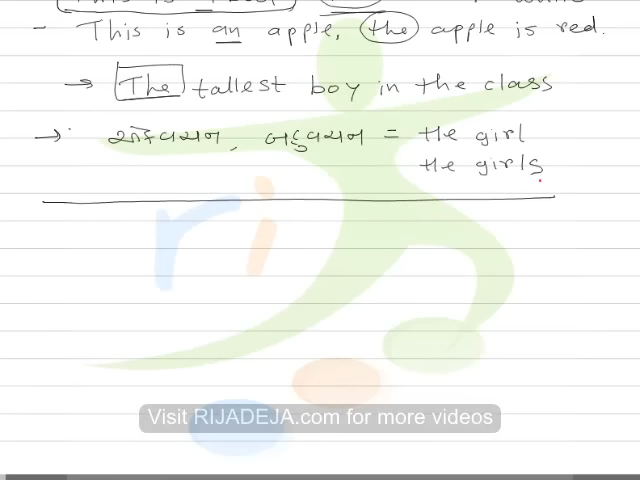 - This is an apple, the apple is red.
→ The tallest boy in the class
→ એકવચન, બહુવચન = the girl
the girls
ri
Visit RIJADEJA.com for more videos